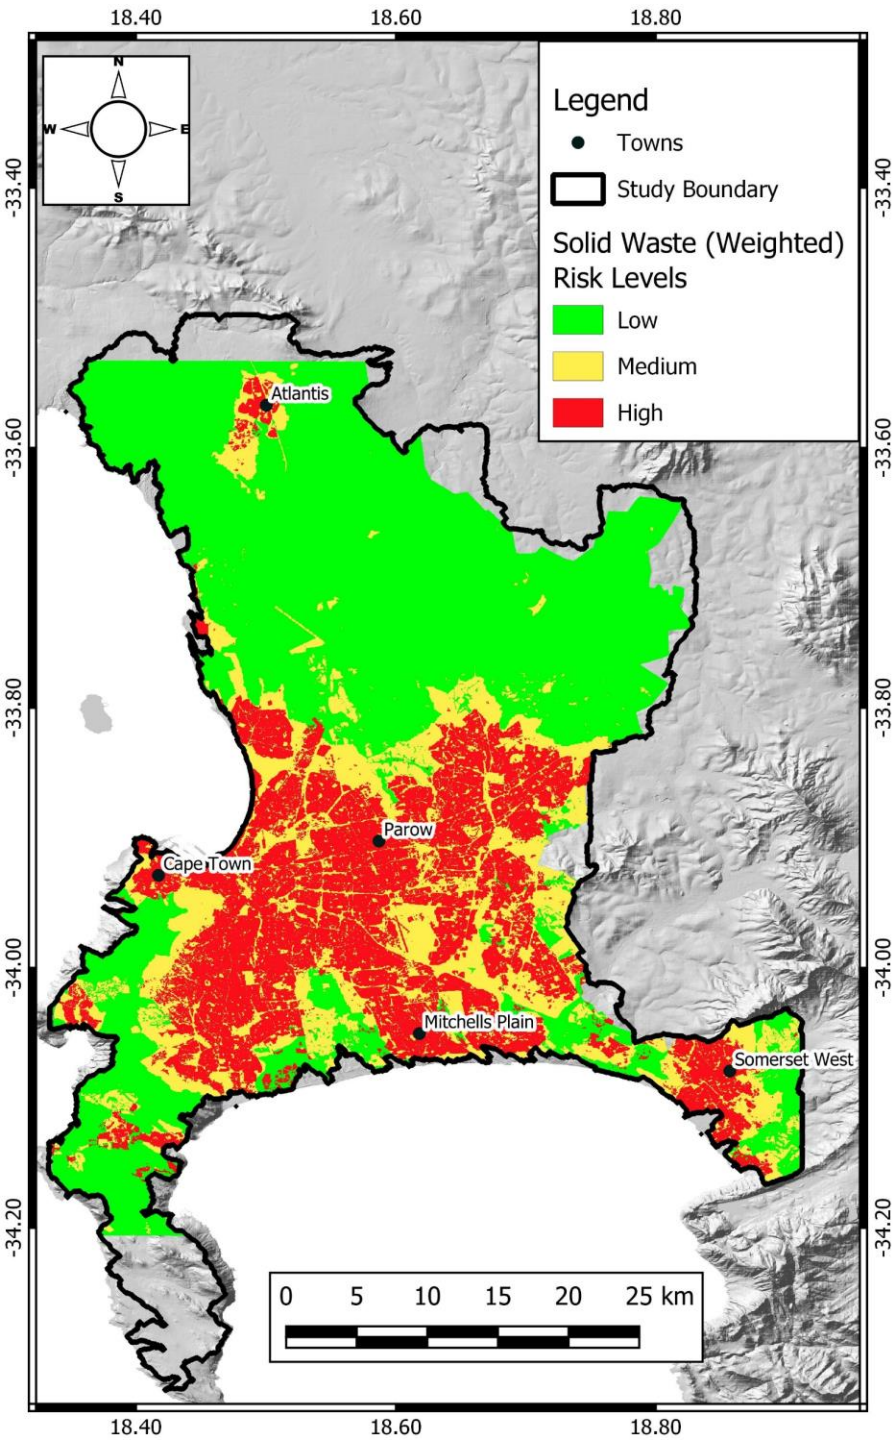 18.40 18.60 18.80
N
W E
S
Legend
Towns
Study Boundary
Solid Waste (Weighted)
Risk Levels
Low
Medium
High
-33.40 -33.40
-33.60 -33.60
-33.80 -33.80
-34.00 -34.00
-34.20 -34.20
Atlantis
Parow
Cape Town
Mitchells Plain
Somerset West
0 5 10 15 20 25 km
18.40 18.60 18.80